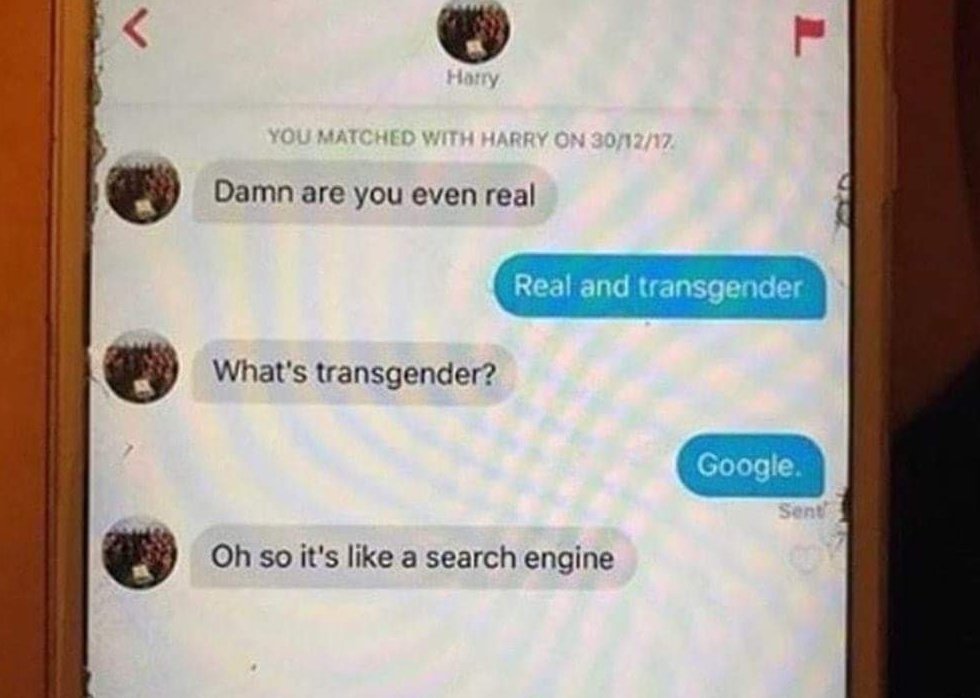 Harry
YOU MATCHED WITH HARRY ON 30/12/17.
Damn are you even real
Real and transgender
What's transgender?
Google.
Sent
Oh so it's like a search engine